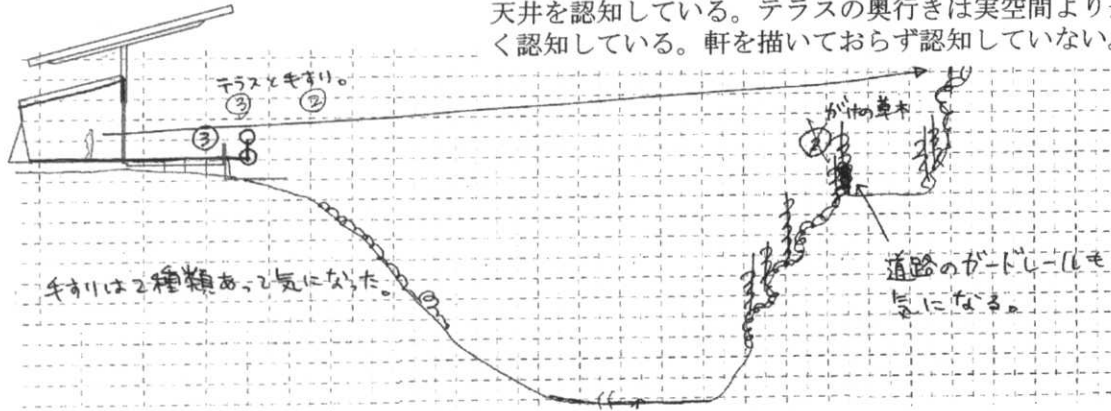 天井を認知している。テラスの奥行きは実空間より
く認知している。軒を描いておらず認知していない。
テラスと手すり。
③ ②
③
がけの草木
②
手すりは2種類あって気になった。
道路のガードレールも
気になる。